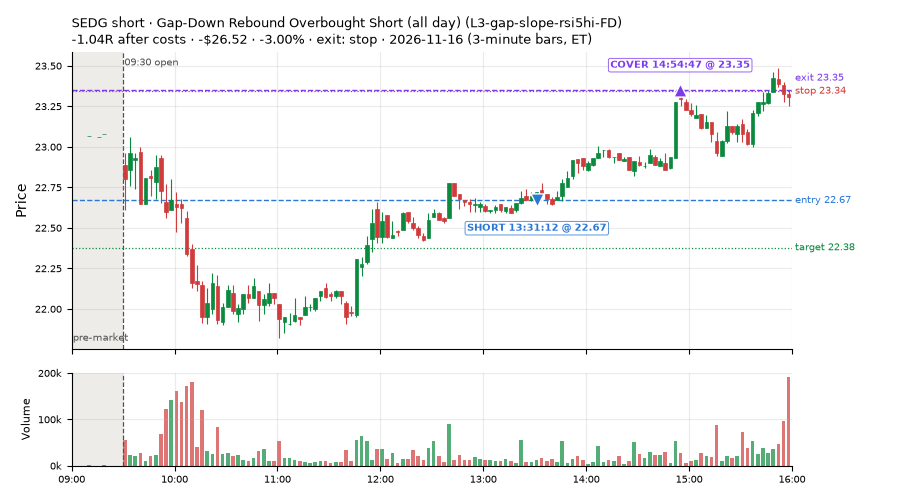 SEDG short · Gap-Down Rebound Overbought Short (all day) (L3-gap-slope-rsi5hi-FD)
-1.04R after costs · -$26.52 · -3.00% · exit: stop · 2026-11-16 (3-minute bars, ET)
09:30 open
COVER 14:54:47 @ 23.35
23.50
exit 23.35
stop 23.34
23.25
23.00
Price
22.75
entry 22.67
SHORT 13:31:12 @ 22.67
22.50
target 22.38
22.25
22.00
pre-market
200k
Volume
100k
0k
09:00
10:00
11:00
12:00
13:00
14:00
15:00
16:00